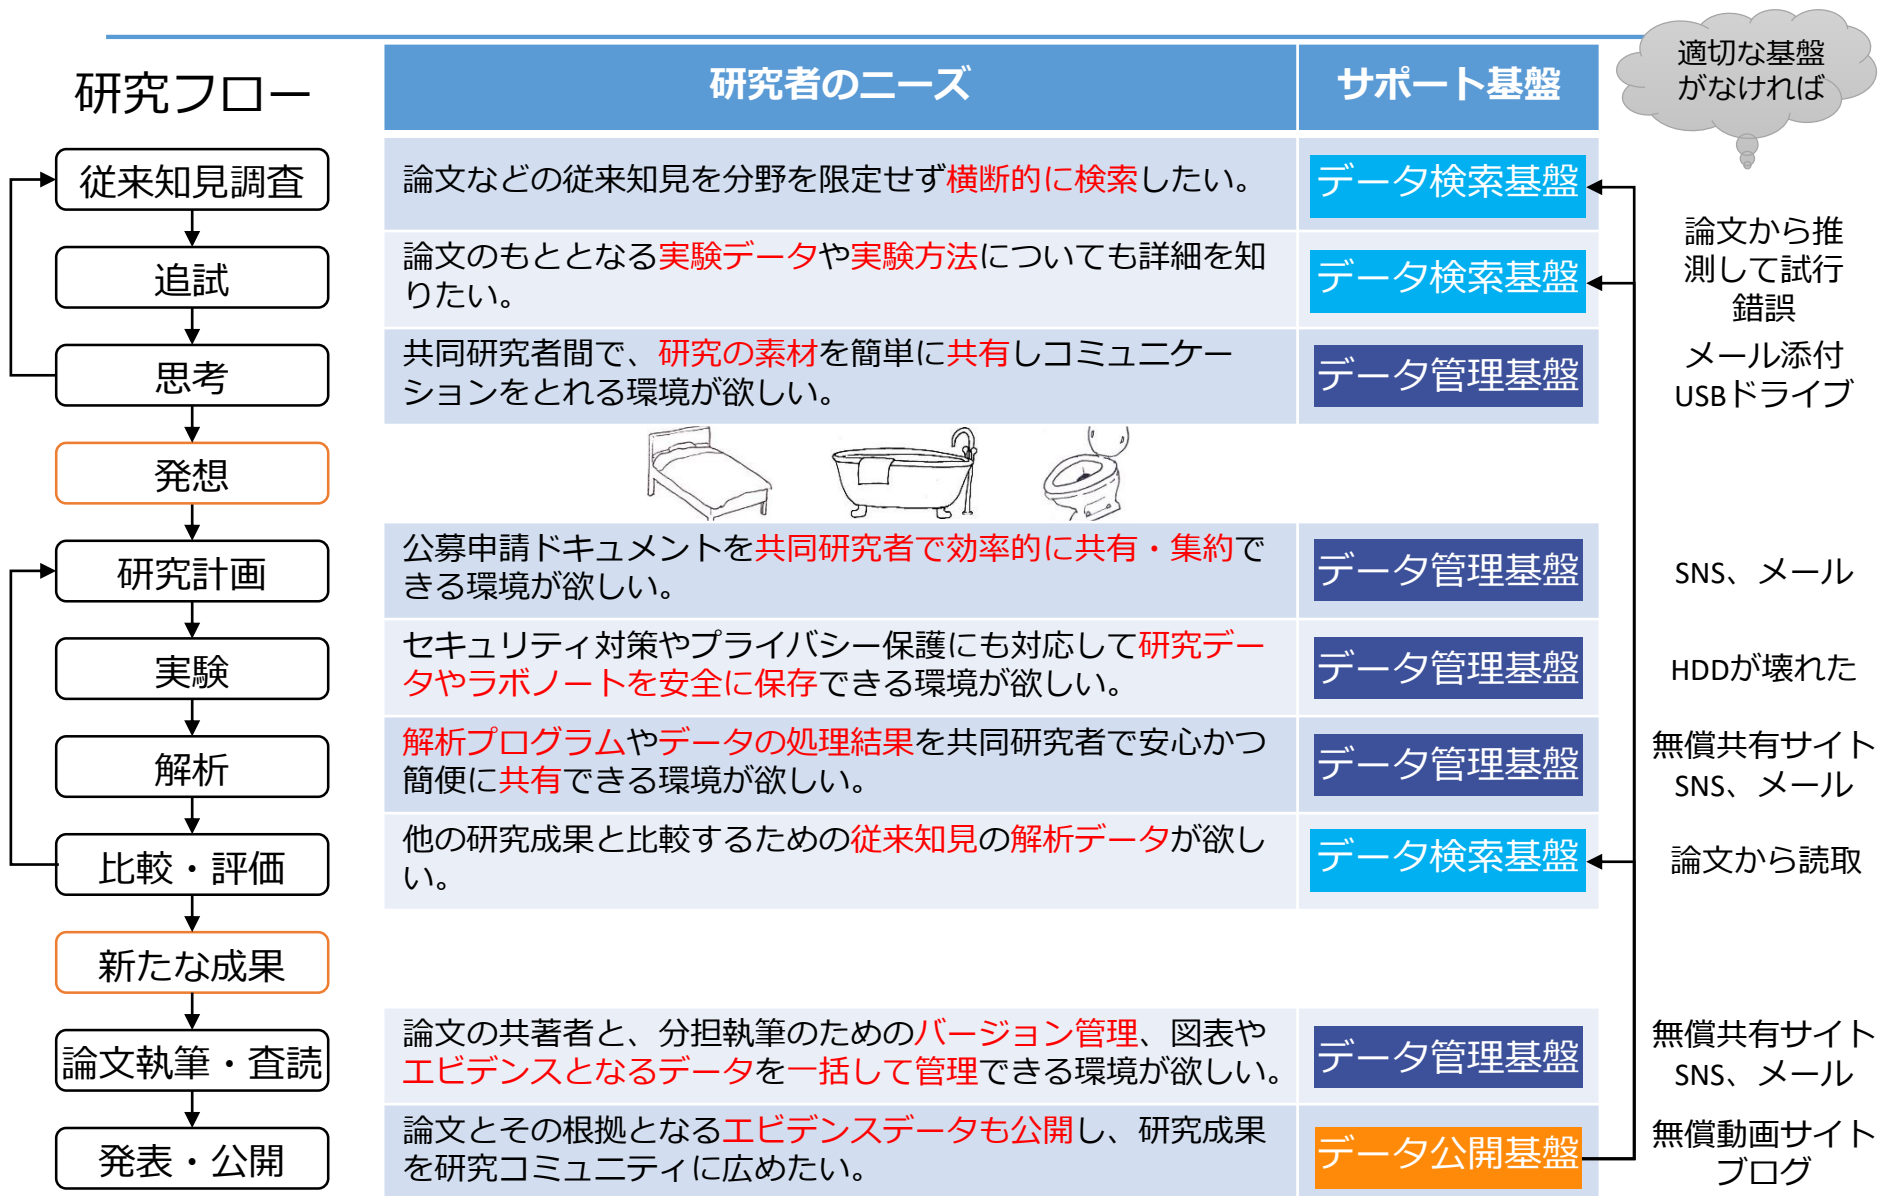 研究フロー
研究者のニーズ
サポート基盤
適切な基盤
がなければ
従来知見調査
論文などの従来知見を分野を限定せず横断的に検索したい。
データ検索基盤
追試
論文のもととなる実験データや実験方法についても詳細を知
りたい。
データ検索基盤
論文から推
測して試行
錯誤
思考
共同研究者間で、研究の素材を簡単に共有しコミュニケー
ションをとれる環境が欲しい。
データ管理基盤
メール添付
USBドライブ
発想
研究計画
公募申請ドキュメントを共同研究者で効率的に共有・集約で
きる環境が欲しい。
データ管理基盤
SNS、メール
実験
セキュリティ対策やプライバシー保護にも対応して研究デー
タやラボノートを安全に保存できる環境が欲しい。
データ管理基盤
HDDが壊れた
解析
解析プログラムやデータの処理結果を共同研究者で安心かつ
簡便に共有できる環境が欲しい。
データ管理基盤
無償共有サイト
SNS、メール
比較・評価
他の研究成果と比較するための従来知見の解析データが欲し
い。
データ検索基盤
論文から読取
新たな成果
論文執筆・査読
論文の共著者と、分担執筆のためのバージョン管理、図表や
エビデンスとなるデータを一括して管理できる環境が欲しい。
データ管理基盤
無償共有サイト
SNS、メール
発表・公開
論文とその根拠となるエビデンスデータも公開し、研究成果
を研究コミュニティに広めたい。
データ公開基盤
無償動画サイト
ブログ